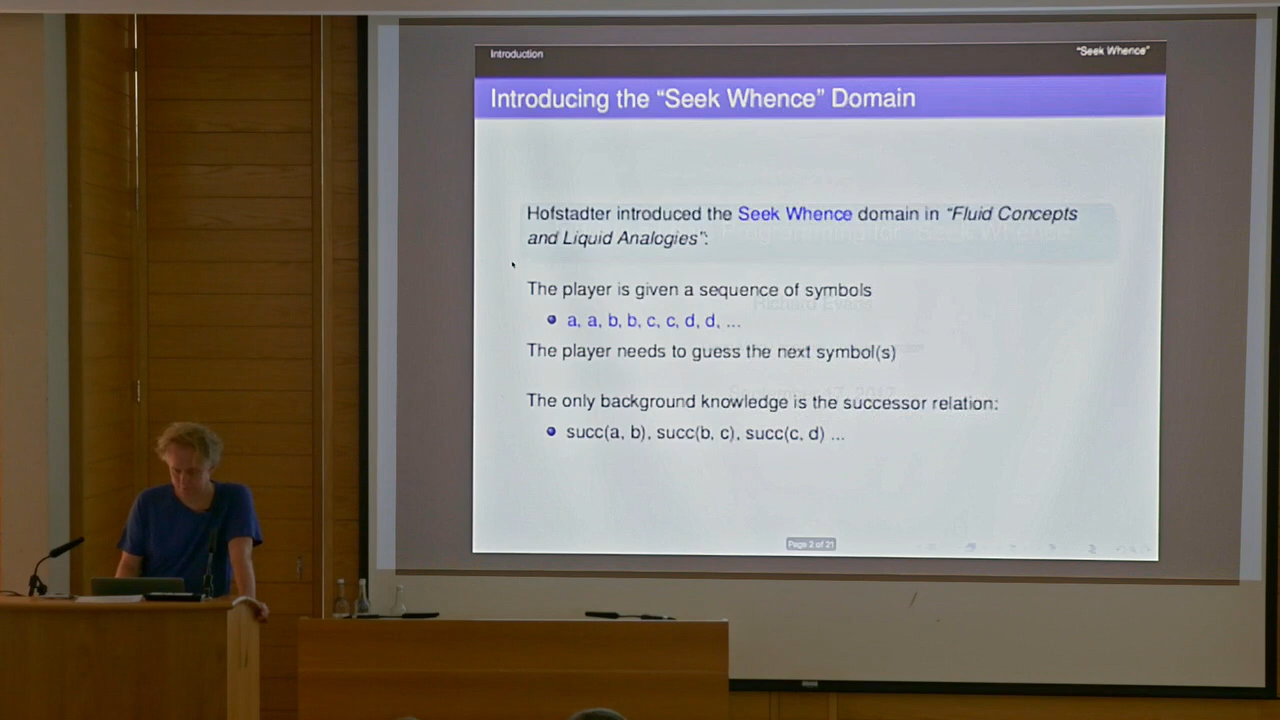 Introduction
"Seek Whence"
Introducing the "Seek Whence" Domain
Hofstadter introduced the Seek Whence domain in "Fluid Concepts
and Liquid Analogies":
The player is given a sequence of symbols
Richard Evans
a, a, b, b, c, c, d, d, ...
The player needs to guess the next symbol(s)
The only background knowledge is the successor relation:
succ(a, b), succ(b, c), succ(c, d) ...
Page 2 of 21